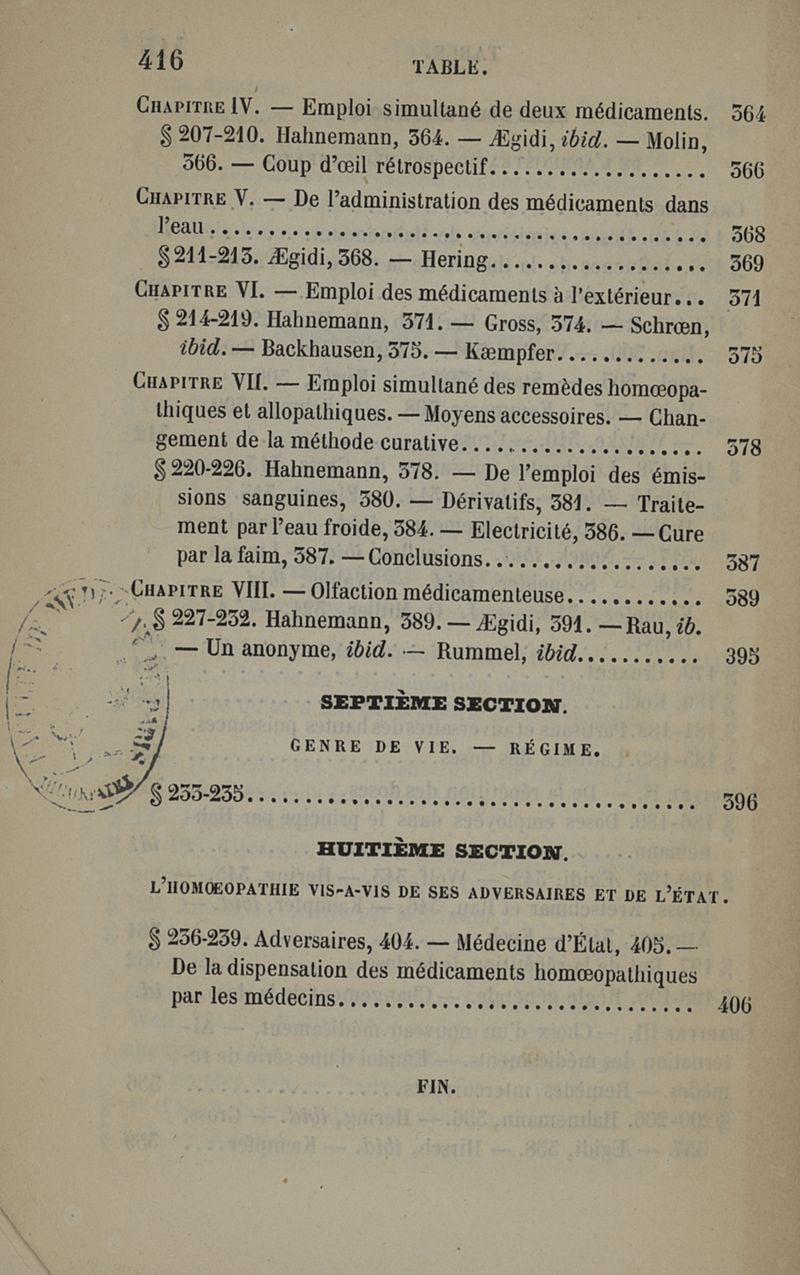 416 TABLE.
CHAPITRE IV. — Emploi simultané de deux médicaments. 364
§ 207-210. Hahnemann, 364. — Ægidi, ibid. — Molin,
366. — Coup d'œil rétrospectif.................... 366
CHAPITRE V. — De l'administration des médicaments dans
l'eau............................................. 368
§ 211-213. Ægidi, 368. — Hering................... 369
CHAPITRE VI. — Emploi des médicaments à l'extérieur... 371
§ 214-219. Hahnemann, 371. — Gross, 374. — Schrœn,
ibid. — Backhausen, 375. — Kæmpfer............. 375
CHAPITRE VII. — Emploi simultané des remèdes homœopa-
thiques et allopathiques. — Moyens accessoires. — Chan-
gement de la méthode curative...................... 378
§ 220-226. Hahnemann, 378. — De l'emploi des émis-
sions sanguines, 380. — Dérivatifs, 381. — Traite-
ment par l'eau froide, 384. — Electricité, 386. — Cure
par la faim, 387. — Conclusions.................... 387
CHAPITRE VIII. — Olfaction médicamenteuse............ 389
§ 227-232. Hahnemann, 389. — Ægidi, 391. — Rau, ib.
— Un anonyme, ibid. — Rummel, ibid........... 395
SEPTIÈME SECTION.
GENRE DE VIE. — RÉGIME.
§ 233-235......................................... 396
HUITIÈME SECTION.
L'HOMŒOPATHIE VIS-A-VIS DE SES ADVERSAIRES ET DE L'ÉTAT.
§ 236-239. Adversaires, 404. — Médecine d'État, 405. —
De la dispensation des médicaments homœopathiques
par les médecins................................. 406
FIN.